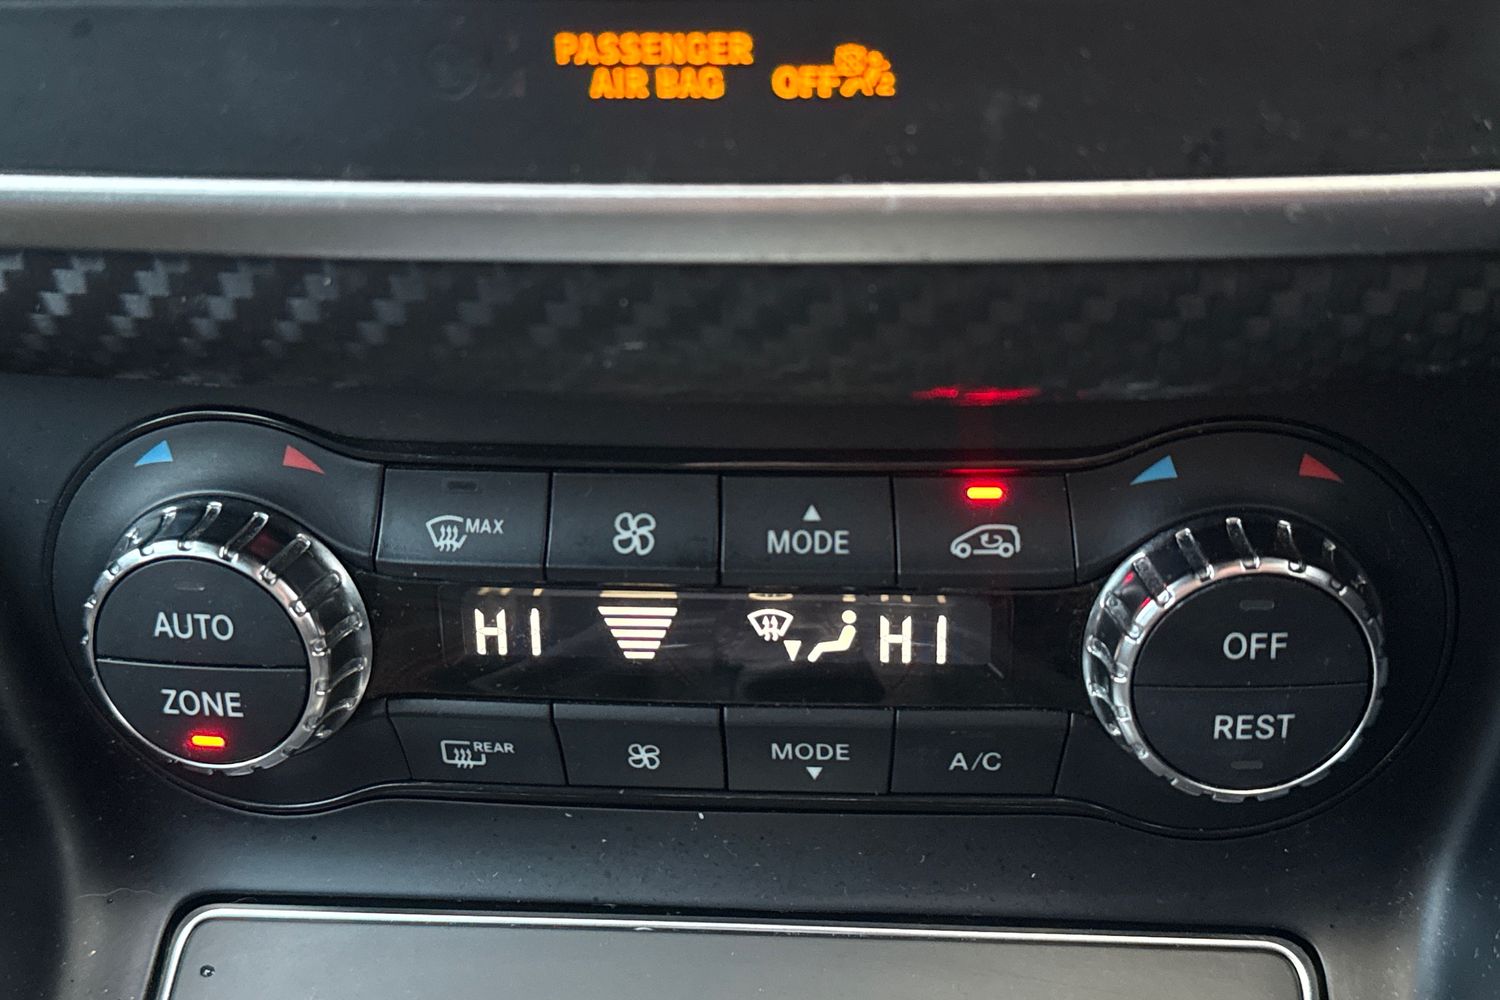 PASSENGER
AIR BAG OFF
MAX
MODE
AUTO
ZONE
HI HI
OFF
REST
REAR
MODE
A/C